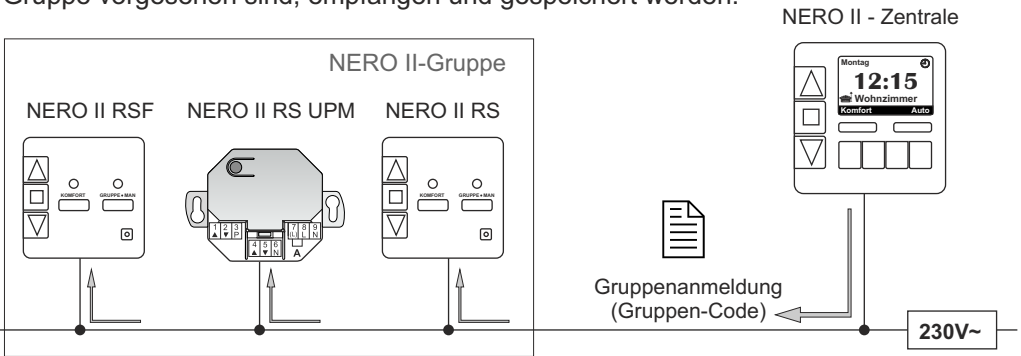 Gruppe vorgesehen sind, empfangen und gespeichert werden.
NERO II - Zentrale
NERO II-Gruppe
NERO II RSF
NERO II RS UPM
NERO II RS
Montag
12:15
Wohnzimmer
Komfort Auto
KOMFORT GRUPPE • MAN
1 2 3
▲ ▼ P
4 5 6
▲ ▼ N
7 8 9
(L) L N
A
KOMFORT GRUPPE • MAN
Gruppenanmeldung
(Gruppen-Code)
230V~